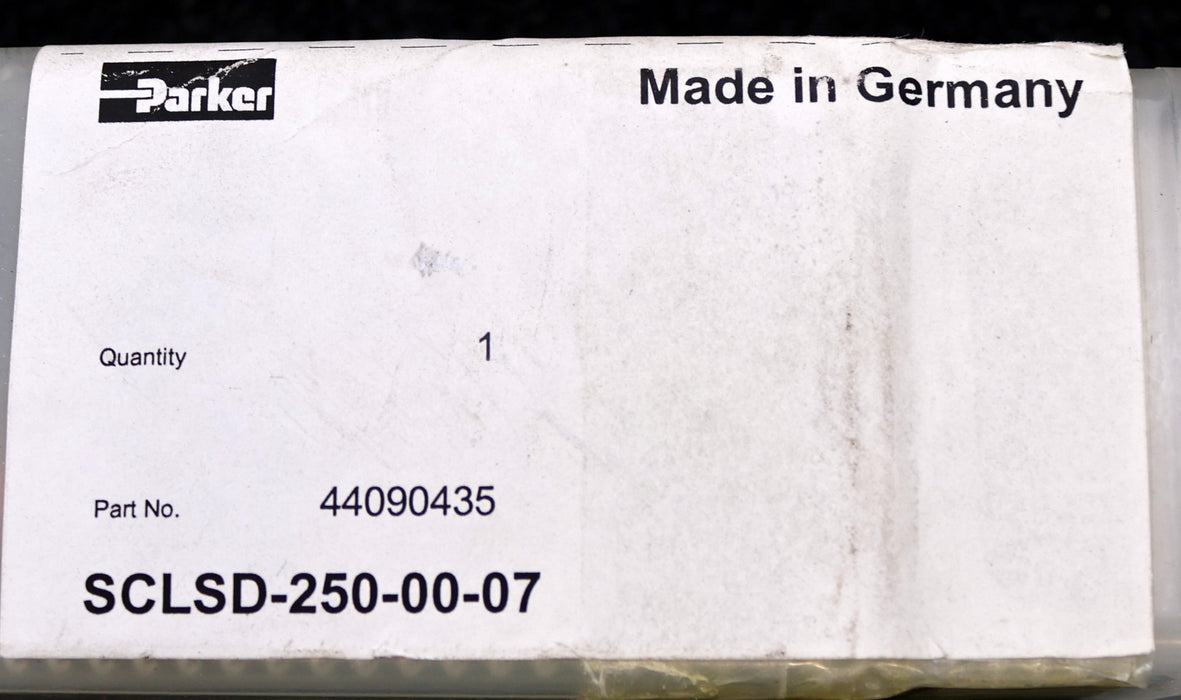 Parker
Made in Germany
Quantity 1
Part No. 44090435
SCLSD-250-00-07